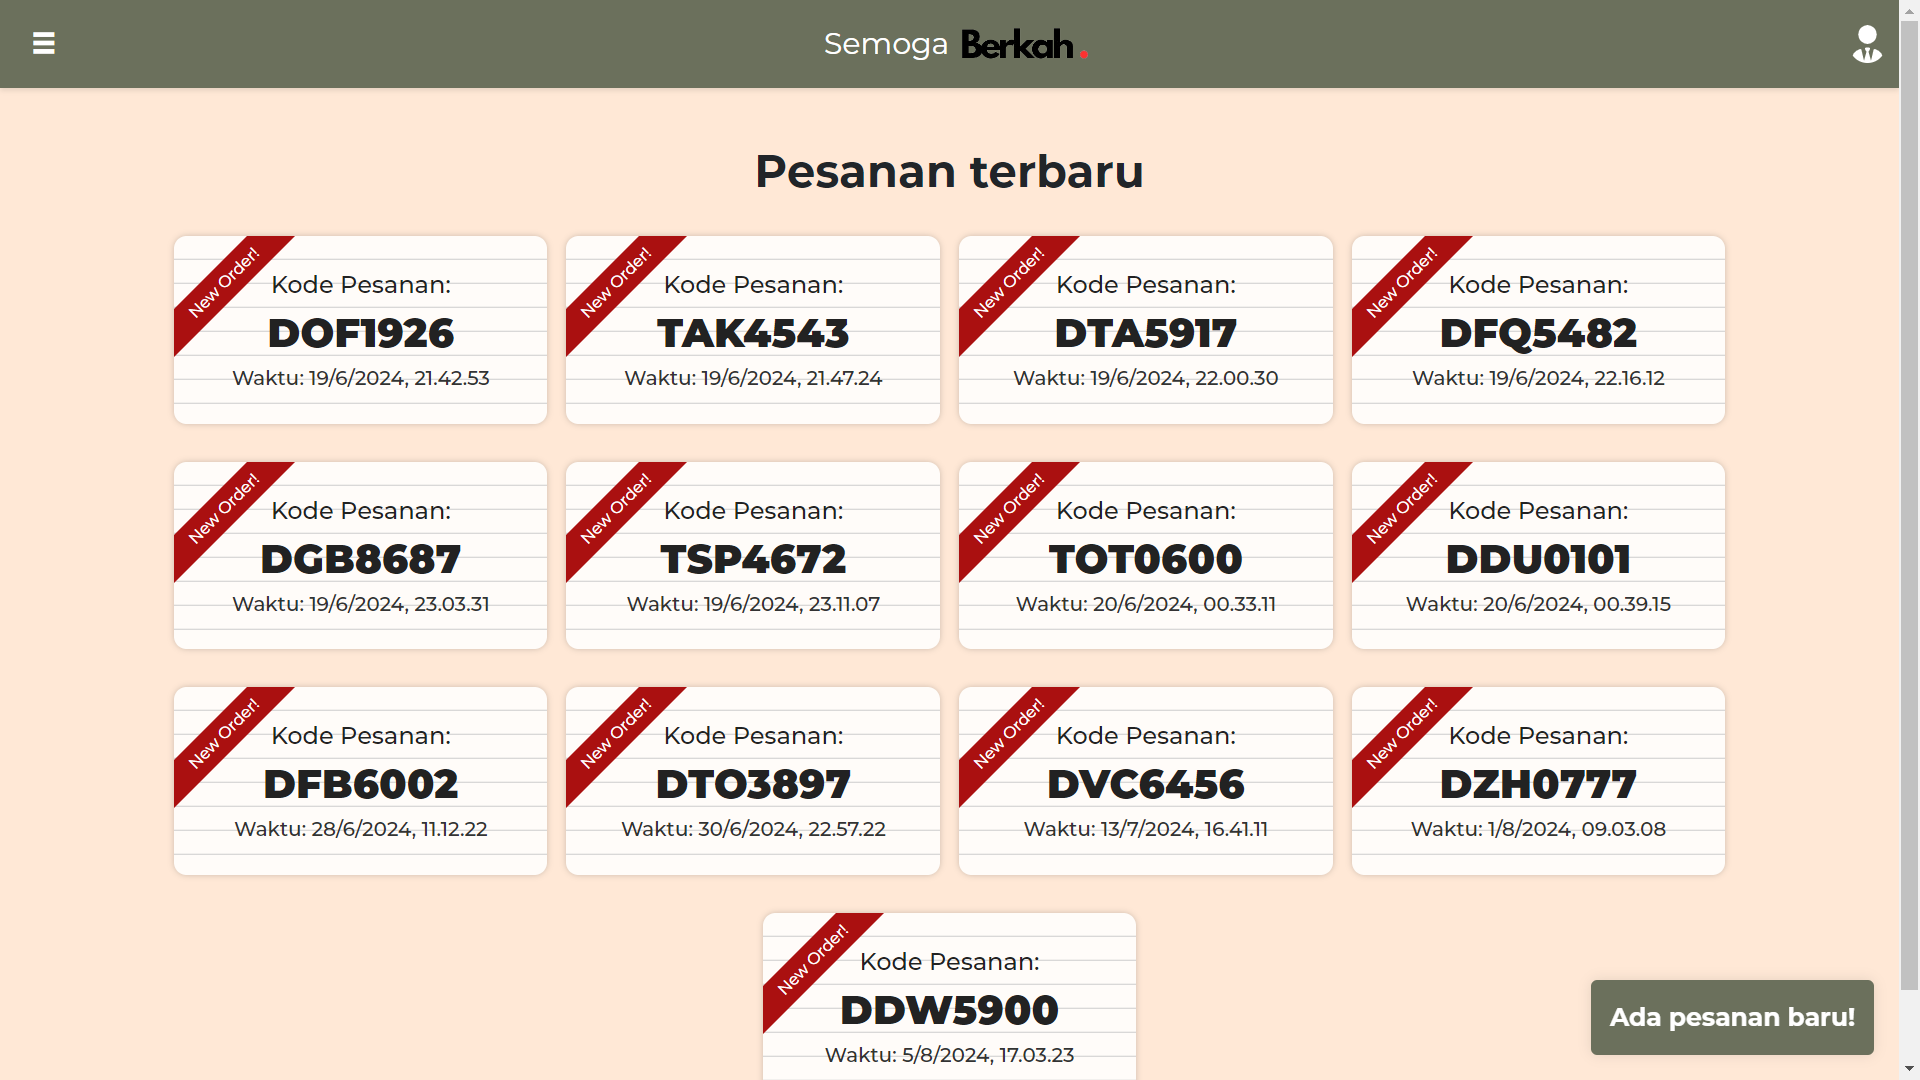 Semoga Berkah.
Pesanan terbaru
New Order!
Kode Pesanan:
DOF1926
Waktu: 19/6/2024, 21.42.53
New Order!
Kode Pesanan:
TAK4543
Waktu: 19/6/2024, 21.47.24
New Order!
Kode Pesanan:
DTA5917
Waktu: 19/6/2024, 22.00.30
New Order!
Kode Pesanan:
DFQ5482
Waktu: 19/6/2024, 22.16.12
New Order!
Kode Pesanan:
DGB8687
Waktu: 19/6/2024, 23.03.31
New Order!
Kode Pesanan:
TSP4672
Waktu: 19/6/2024, 23.11.07
New Order!
Kode Pesanan:
TOT0600
Waktu: 20/6/2024, 00.33.11
New Order!
Kode Pesanan:
DDU0101
Waktu: 20/6/2024, 00.39.15
New Order!
Kode Pesanan:
DFB6002
Waktu: 28/6/2024, 11.12.22
New Order!
Kode Pesanan:
DTO3897
Waktu: 30/6/2024, 22.57.22
New Order!
Kode Pesanan:
DVC6456
Waktu: 13/7/2024, 16.41.11
New Order!
Kode Pesanan:
DZH0777
Waktu: 1/8/2024, 09.03.08
New Order!
Kode Pesanan:
DDW5900
Waktu: 5/8/2024, 17.03.23
Ada pesanan baru!